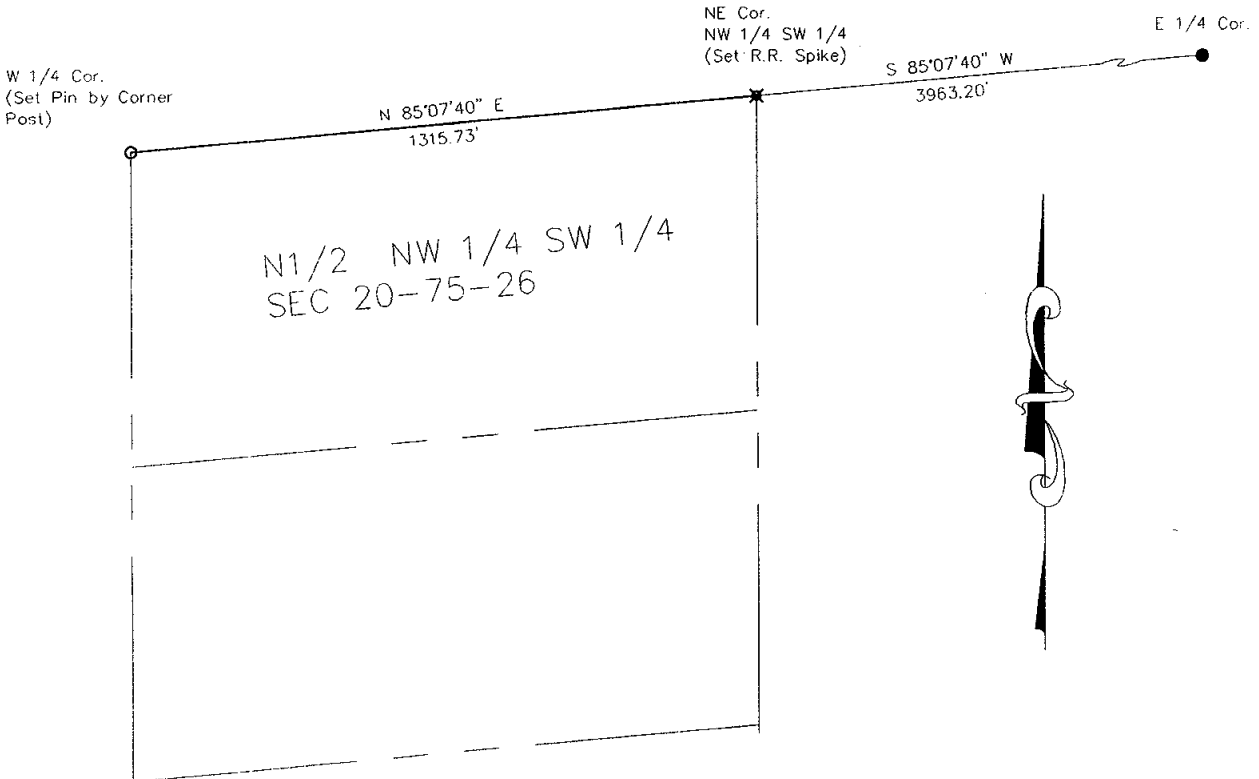 NE Cor.
NW 1/4 SW 1/4
(Set R.R. Spike)
E 1/4 Cor.
W 1/4 Cor.
(Set Pin by Corner
Post)
N 85°07'40" E
1315.73'
S 85°07'40" W
3963.20'
N1/2 NW 1/4 SW 1/4
SEC 20-75-26